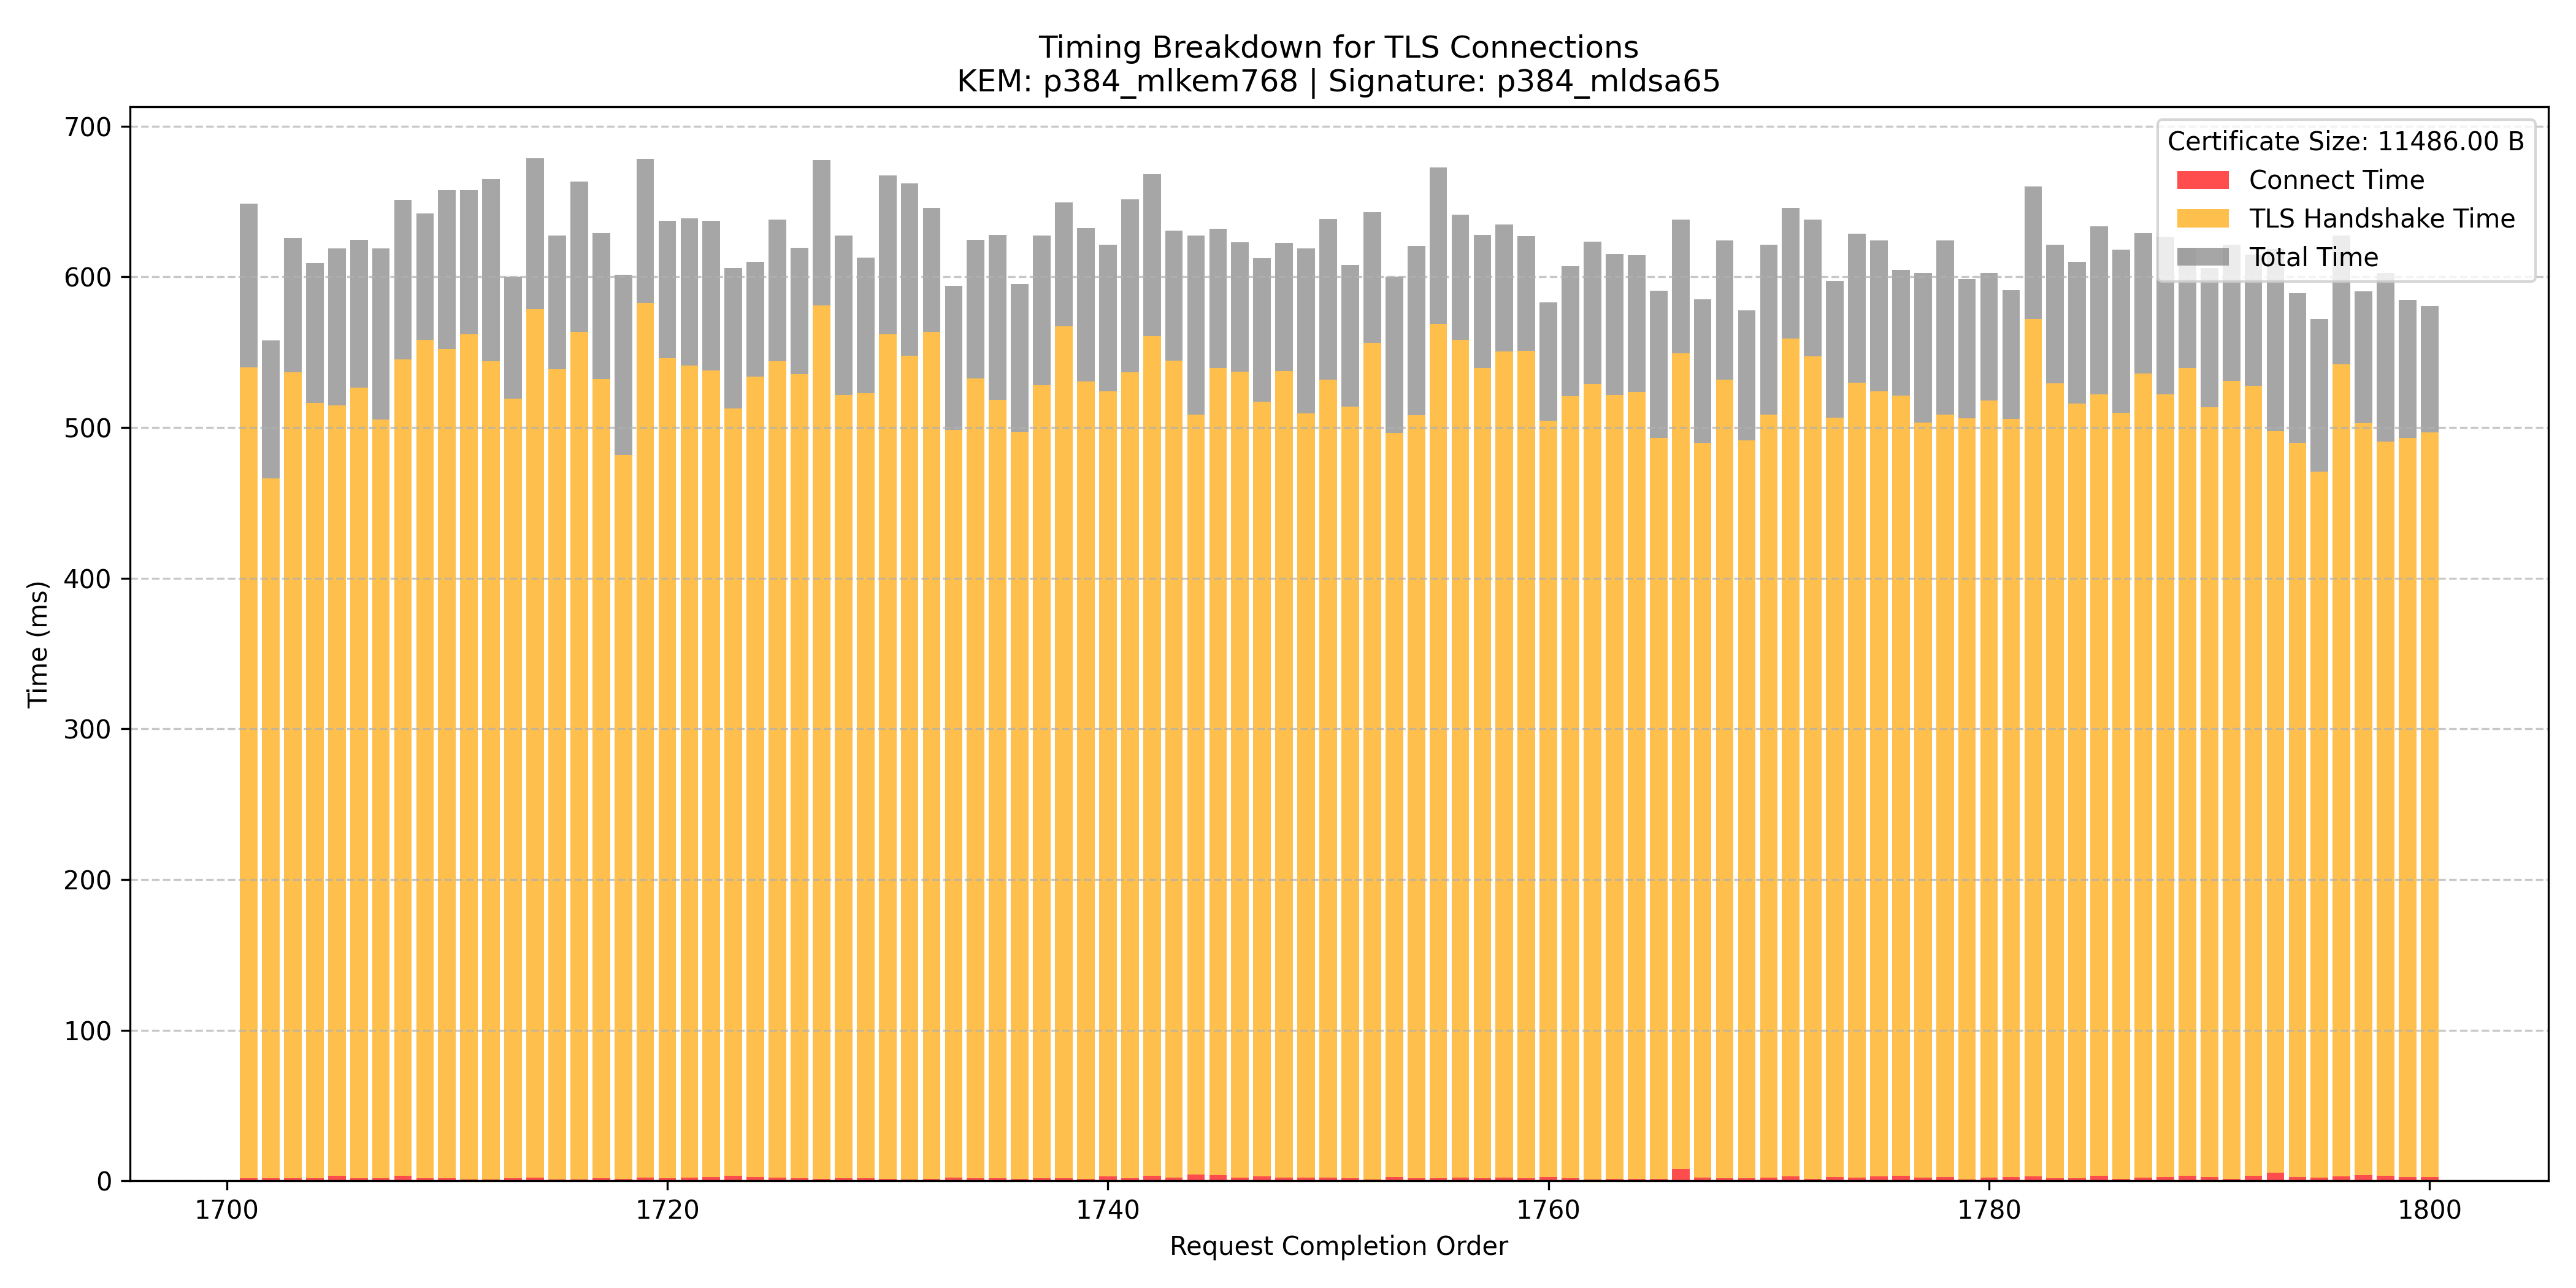 Timing Breakdown for TLS Connections
KEM: p384_mlkem768 | Signature: p384_mldsa65
Certificate Size: 11486.00 B
Connect Time
TLS Handshake Time
Total Time
Time (ms)
700
600
500
400
300
200
100
0
1700 1720 1740 1760 1780 1800
Request Completion Order